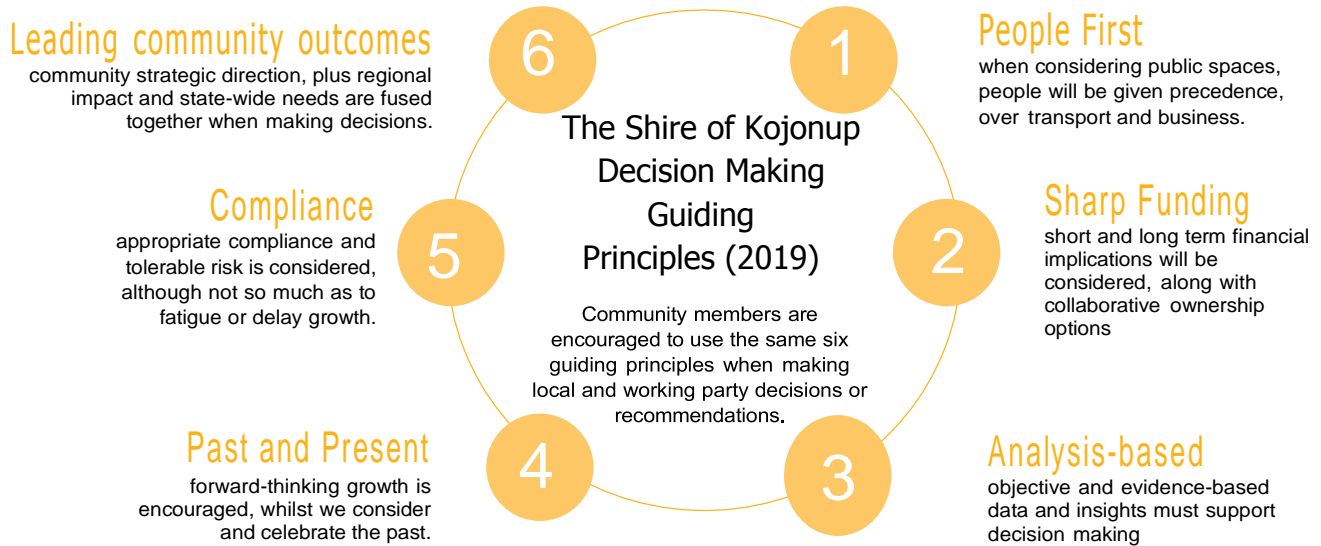 The Shire of Kojonup
Decision Making
Guiding
Principles (2019)
Community members are
encouraged to use the same six
guiding principles when making
local and working party decisions or
recommendations.
1
People First
when considering public spaces,
people will be given precedence,
over transport and business.
2
Sharp Funding
short and long term financial
implications will be
considered, along with
collaborative ownership
options
3
Analysis-based
objective and evidence-based
data and insights must support
decision making
4
Past and Present
forward-thinking growth is
encouraged, whilst we consider
and celebrate the past.
5
Compliance
appropriate compliance and
tolerable risk is considered,
although not so much as to
fatigue or delay growth.
6
Leading community outcomes
community strategic direction, plus regional
impact and state-wide needs are fused
together when making decisions.